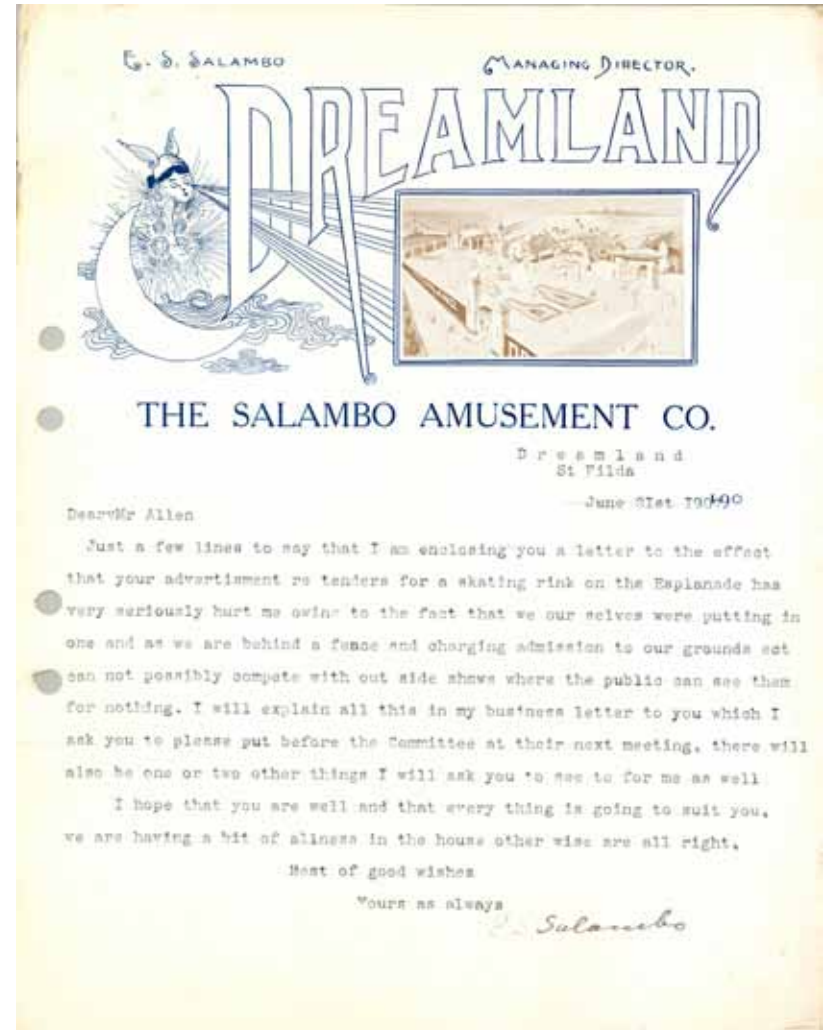 E. S. SALAMBO MANAGING DIRECTOR.
DREAMLAND
THE SALAMBO AMUSEMENT CO.
Dreamland
St Kilda
June 21st
Dear Mr Allen
Just a few lines to say that I am enclosing you a letter to the effect
that your advertisment re tenders for a skating rink on the Esplanade has
very seriously hurt me owing to the fact that we our selves were putting in
one and as we are behind a fence and charging admission to our grounds ect
can not possibly compete with out side shows where the public can see them
for nothing. I will explain all this in my business letter to you which I
ask you to please put before the Committee at their next meeting. there will
also be one or two other things I will ask you to see to for me as well
I hope that you are well and that every thing is going to suit you.
we are having a bit of allness in the house other wise are all right.
Best of good wishes
Yours as always
Salambo